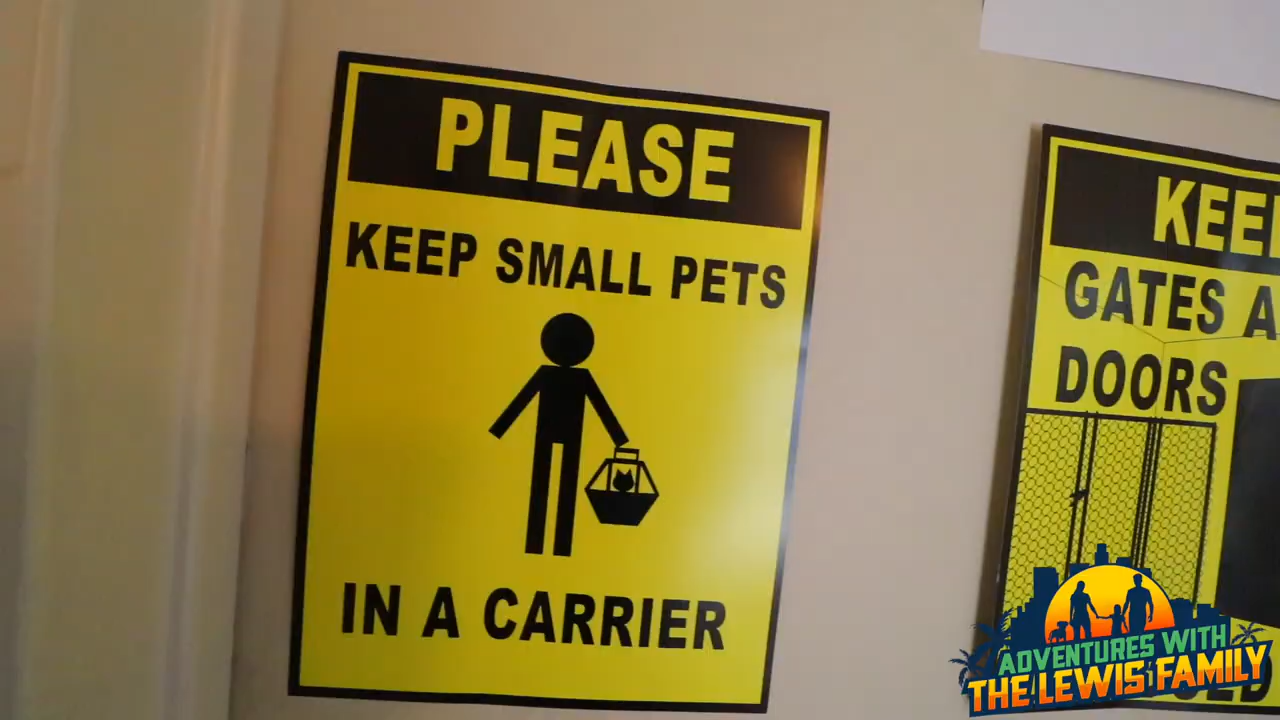 PLEASE
KEEP SMALL PETS
IN A CARRIER
GATES A
DOORS
ADVENTURES WITH
THE LEWIS FAMILY